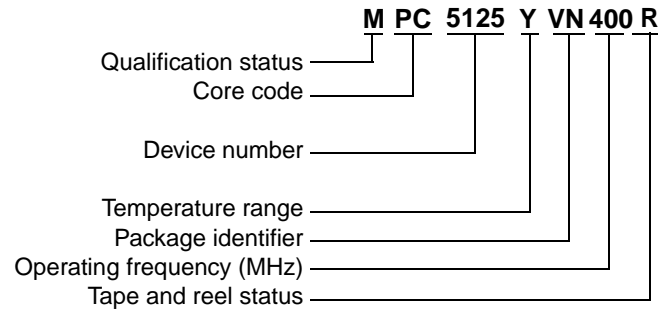 M PC 5125 Y VN 400 R
Qualification status
Core code
Device number
Temperature range
Package identifier
Operating frequency (MHz)
Tape and reel status